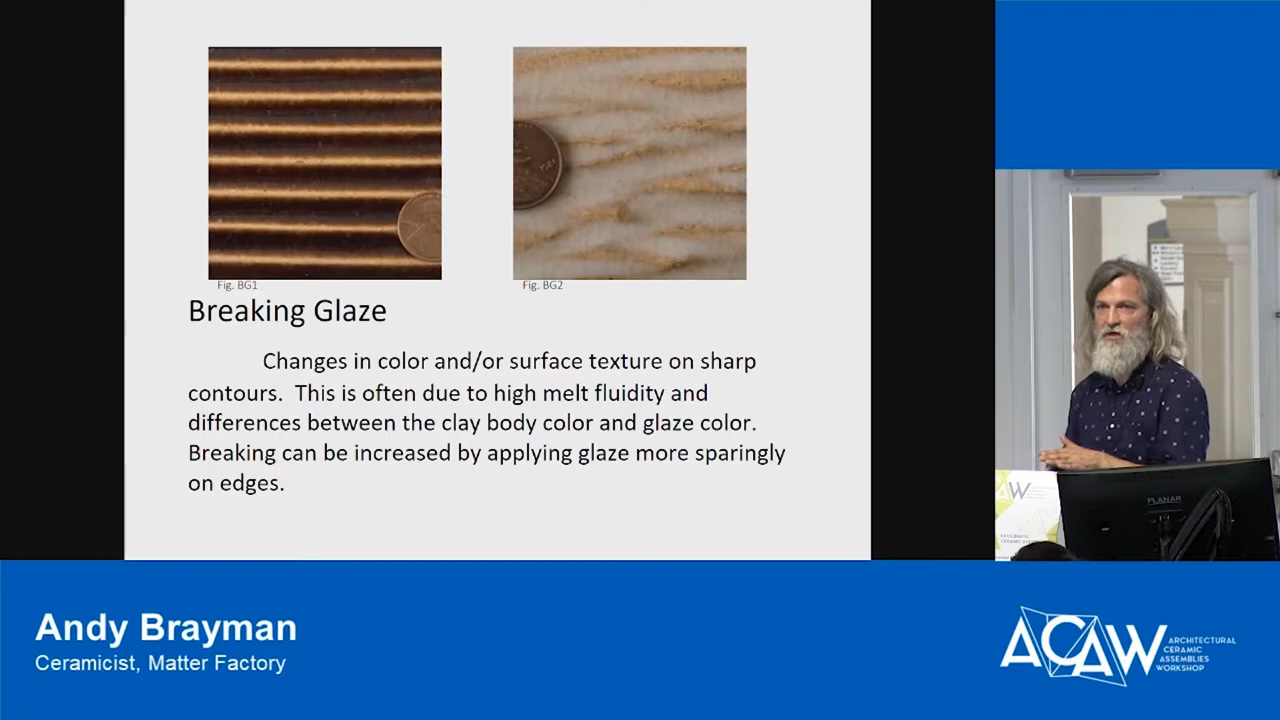 Fig. BG1
Fig. BG2
Breaking Glaze
Changes in color and/or surface texture on sharp
contours. This is often due to high melt fluidity and
differences between the clay body color and glaze color.
Breaking can be increased by applying glaze more sparingly
on edges.
AW
PLANAR
Andy Brayman
Ceramicist, Matter Factory
ACAW
ARCHITECTURAL
CERAMIC
ASSEMBLIES
WORKSHOP